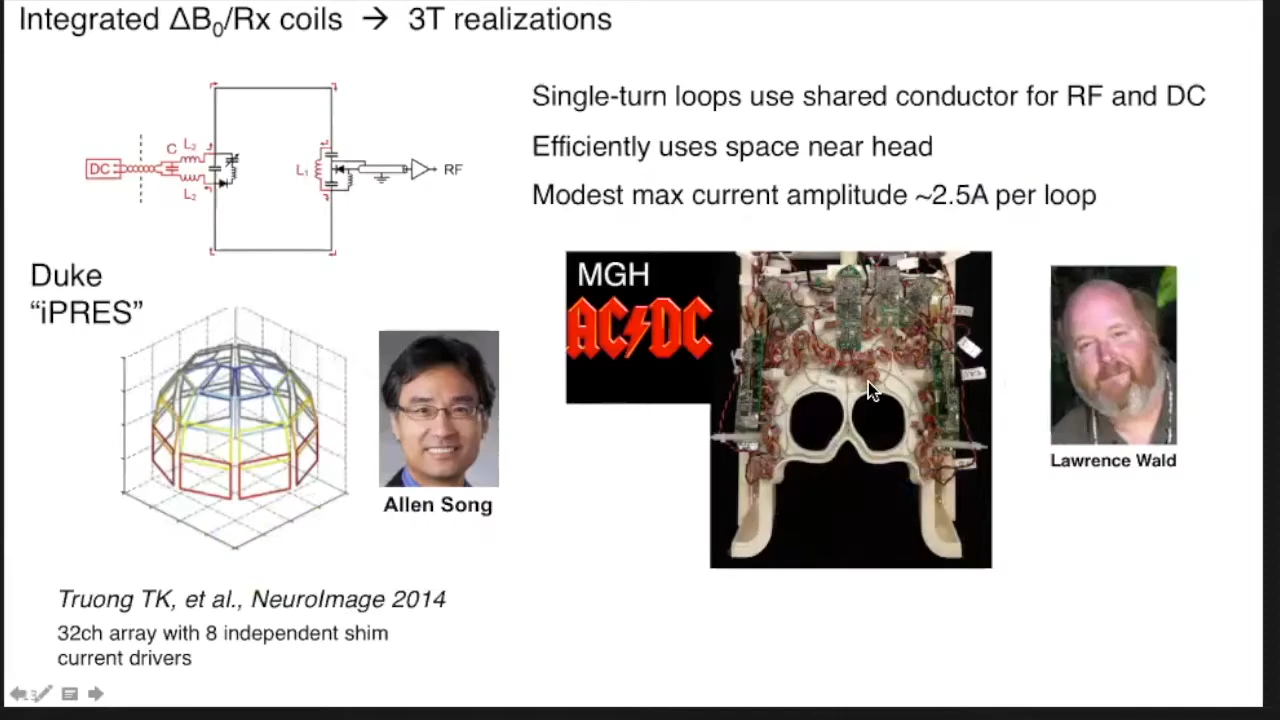 Integrated ΔB₀/Rx coils → 3T realizations
Single-turn loops use shared conductor for RF and DC
Efficiently uses space near head
Modest max current amplitude ~2.5A per loop
DC
C
L₂
L₂
L₁
RF
Duke
“iPRES”
Allen Song
MGH
AC/DC
Lawrence Wald
Truong TK, et al., NeuroImage 2014
32ch array with 8 independent shim
current drivers